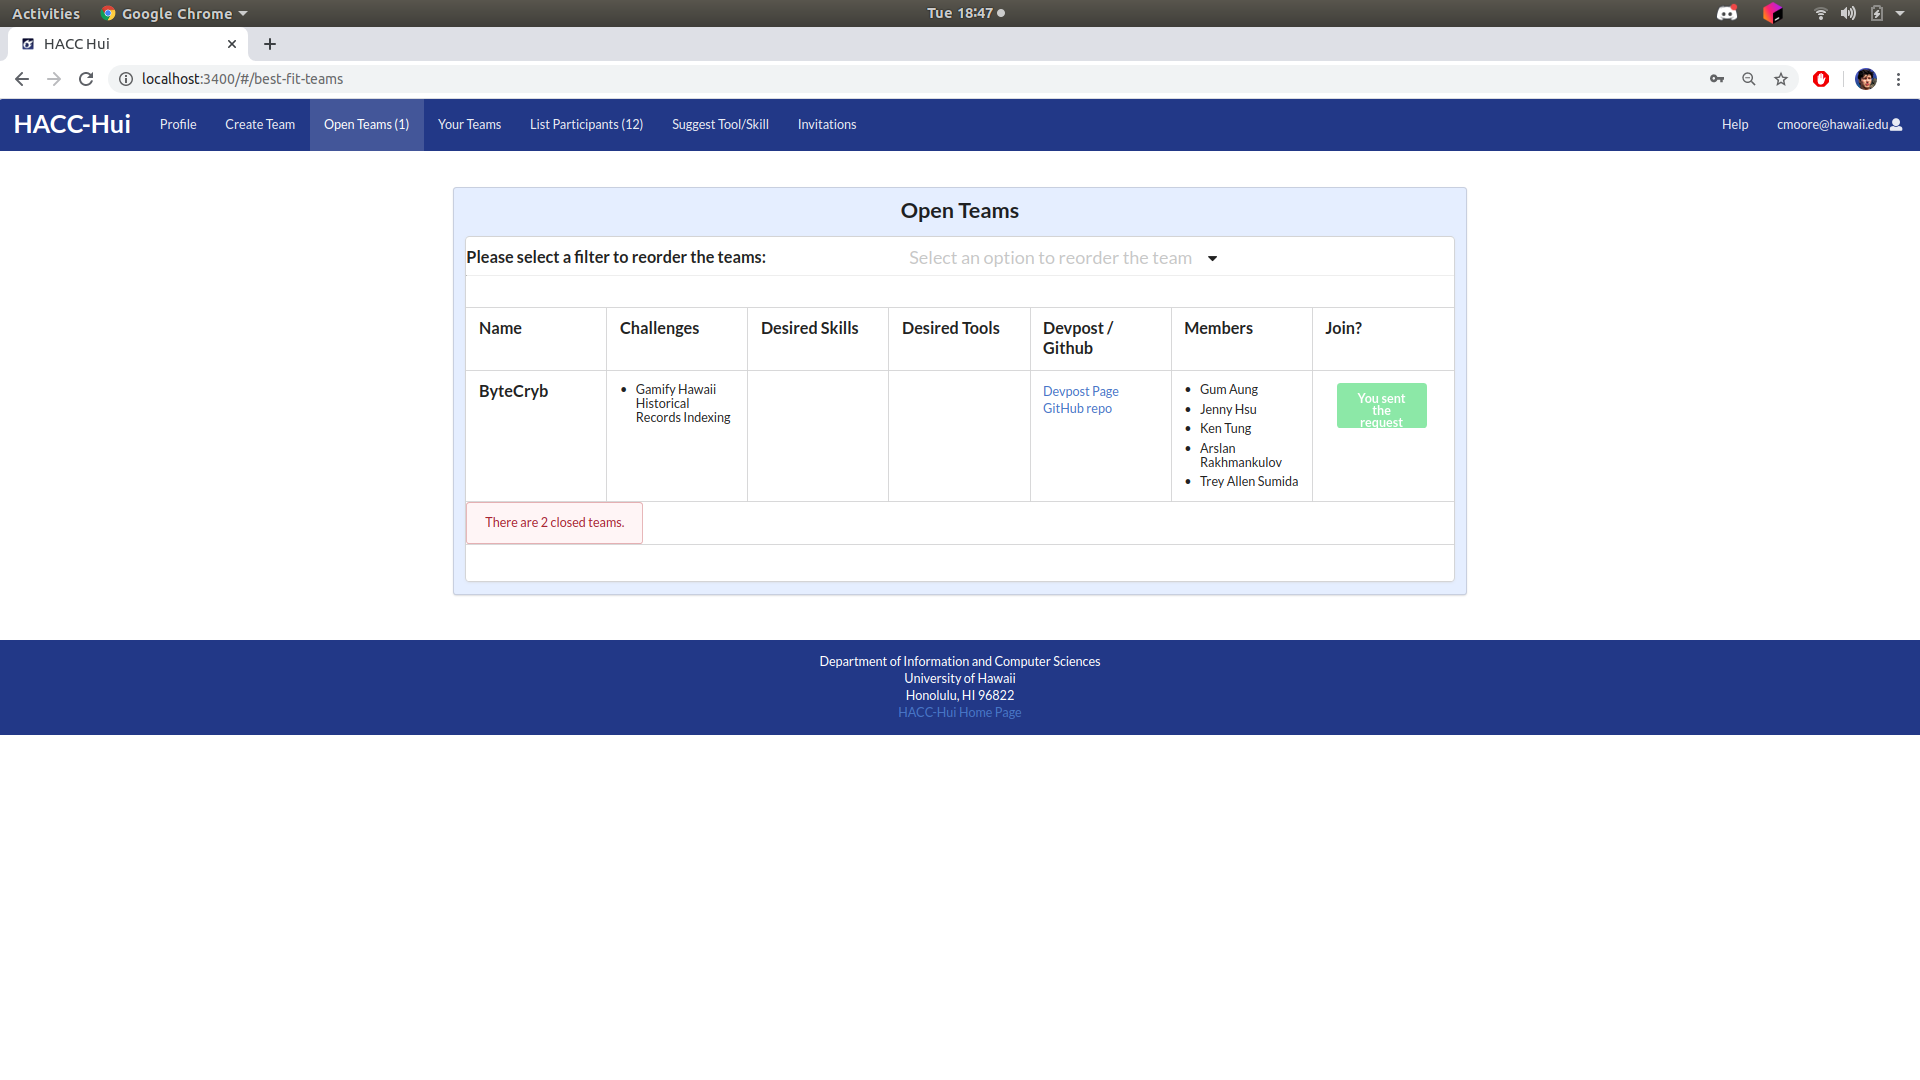 Activities Google Chrome Tue 18:47
HACC Hui
localhost:3400/#/best-fit-teams
HACC-Hui Profile Create Team Open Teams (1) Your Teams List Participants (12) Suggest Tool/Skill Invitations Help cmoore@hawaii.edu
Open Teams
Please select a filter to reorder the teams: Select an option to reorder the team
Name Challenges Desired Skills Desired Tools Devpost / Github Members Join?
ByteCryb
Gamify Hawaii
Historical
Records Indexing
Devpost Page
GitHub repo
Gum Aung
Jenny Hsu
Ken Tung
Arslan
Rakhmankulov
Trey Allen Sumida
You sent
the
request
There are 2 closed teams.
Department of Information and Computer Sciences
University of Hawaii
Honolulu, HI 96822
HACC-Hui Home Page